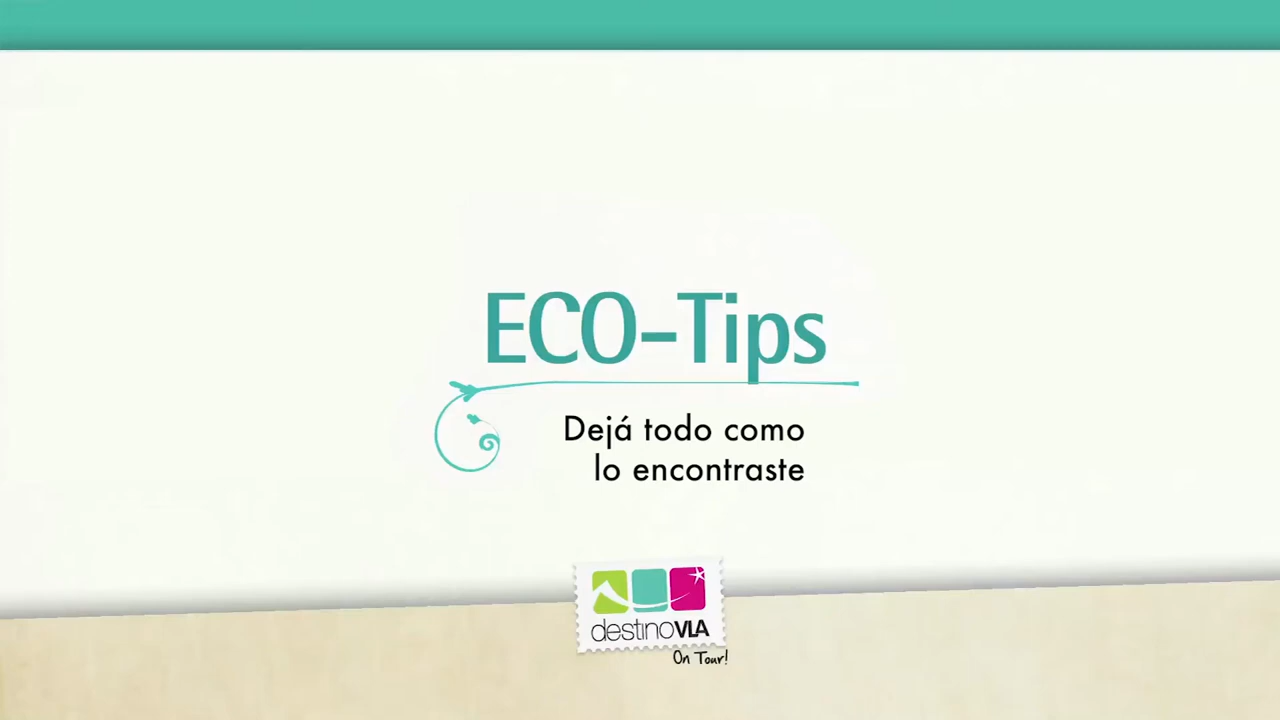 ECO-Tips
Dejá todo como
lo encontraste
destinoVLA
On Tour!